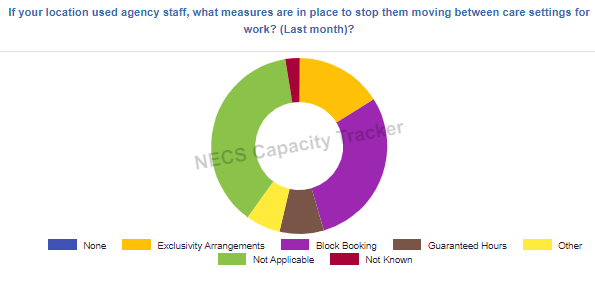 If your location used agency staff, what measures are in place to stop them moving between care settings for
work? (Last month)?
NECS Capacity Tracker
None
Exclusivity Arrangements
Block Booking
Guaranteed Hours
Other
Not Applicable
Not Known